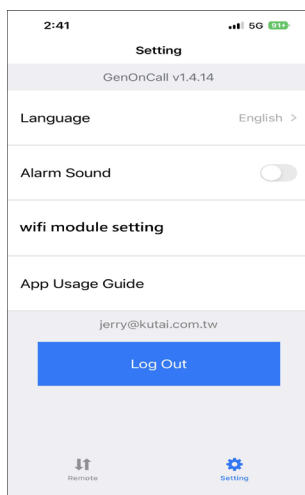 2:41
5G 91+
Setting
GenOnCall v1.4.14
Language English >
Alarm Sound
wifi module setting
App Usage Guide
jerry@kutai.com.tw
Log Out
Remote Setting